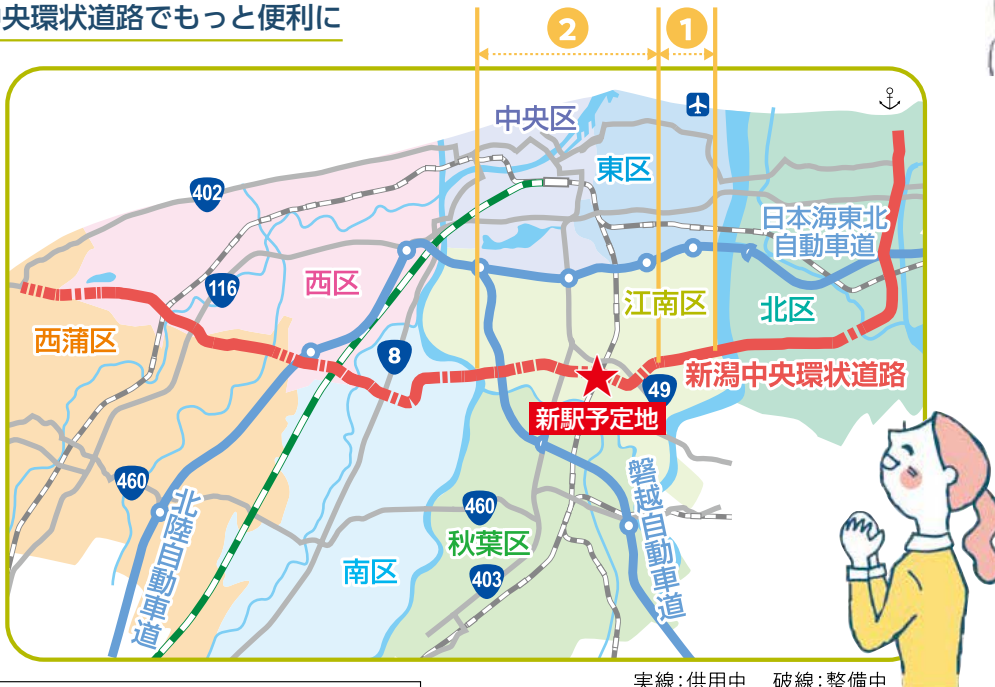 央環状道路でもっと便利に
2
1
中央区
東区
402
日本海東北
自動車道
116
西区
江南区
北区
西蒲区
8
新潟中央環状道路
49
新駅予定地
460
北陸自動車道
460
秋葉区
磐越自動車道
南区
403
実線:供用中 破線:整備中